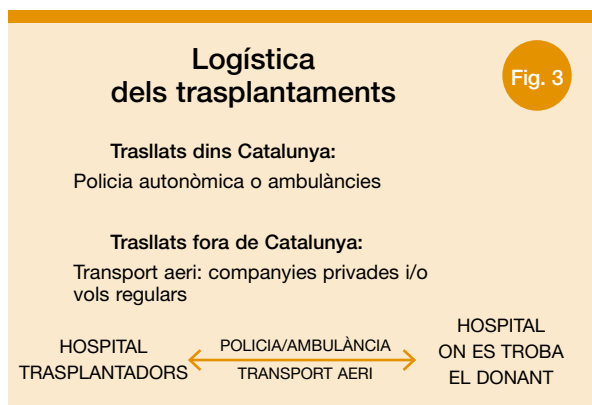 Logística
dels trasplantaments
Fig. 3
Trasllats dins Catalunya:
Policia autonòmica o ambulàncies
Trasllats fora de Catalunya:
Transport aeri: companyies privades i/o
vols regulars
HOSPITAL
TRASPLANTADORS
POLICIA/AMBULÀNCIA
TRANSPORT AERI
HOSPITAL
ON ES TROBA
EL DONANT